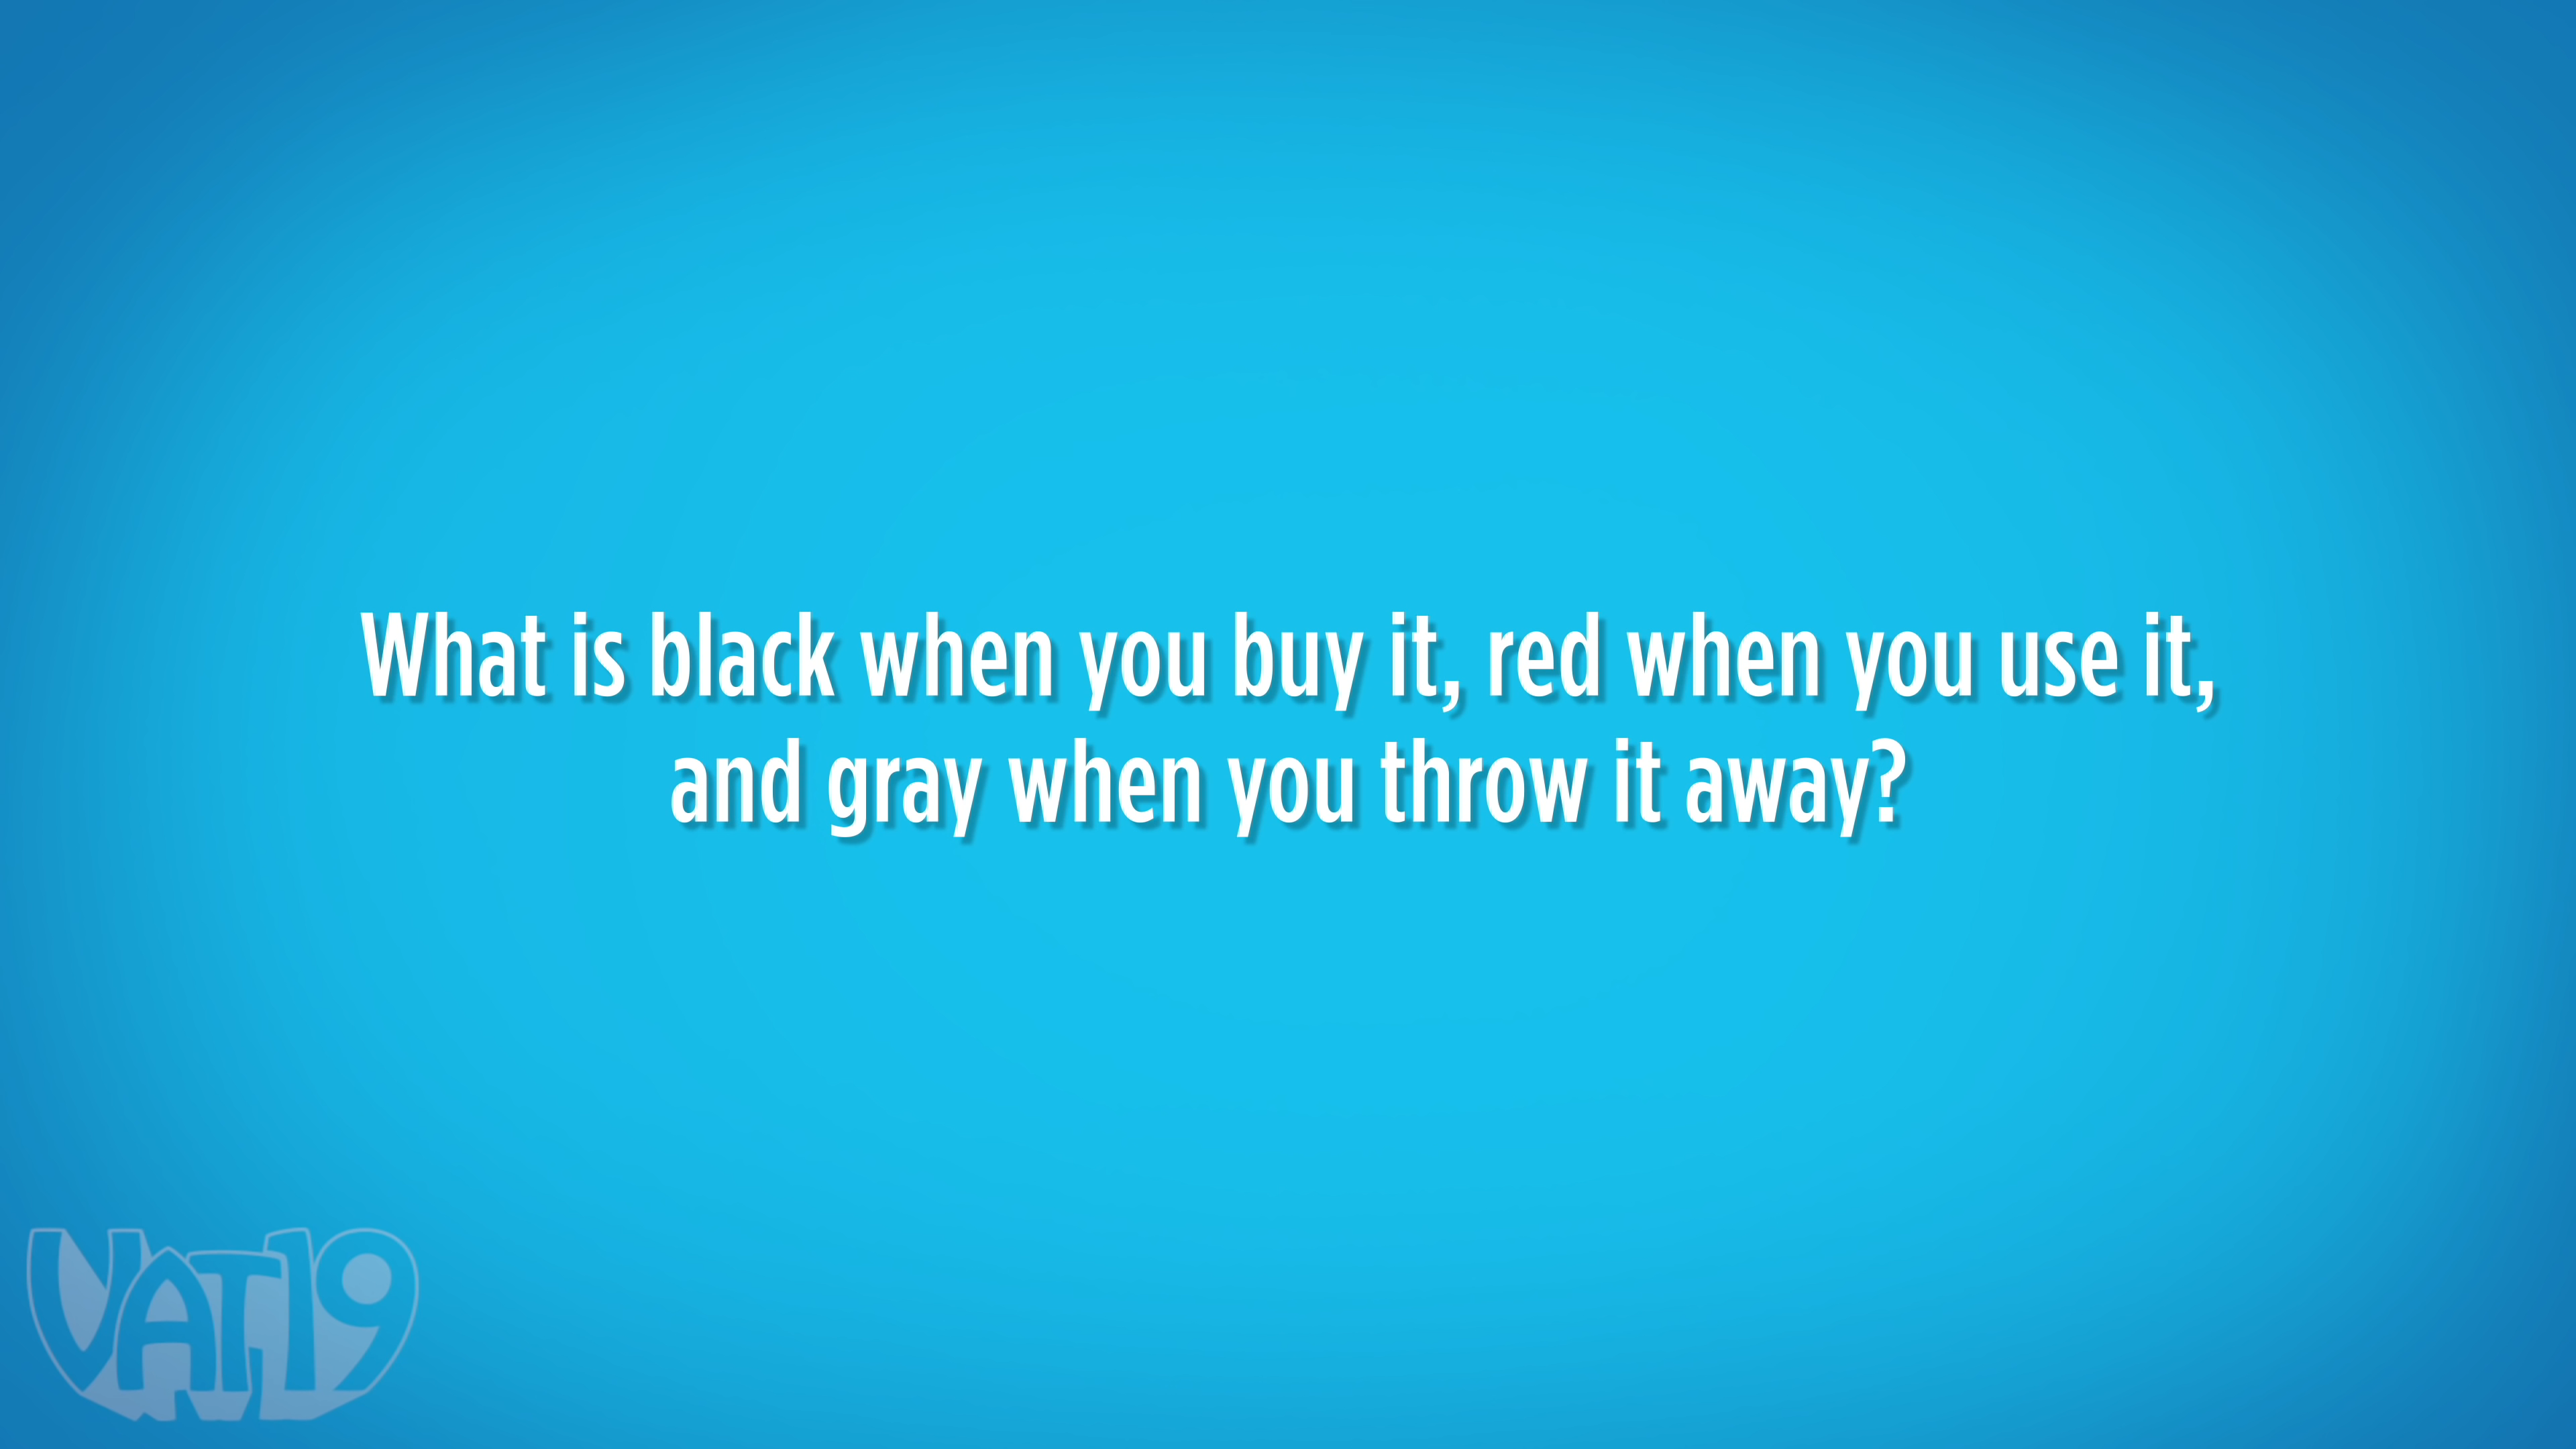 What is black when you buy it, red when you use it,
and gray when you throw it away?
VAT19